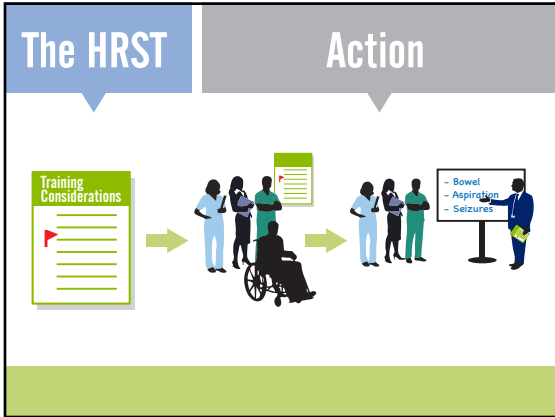 The HRST
Action
Training
Considerations
- Bowel
- Aspiration
- Seizures